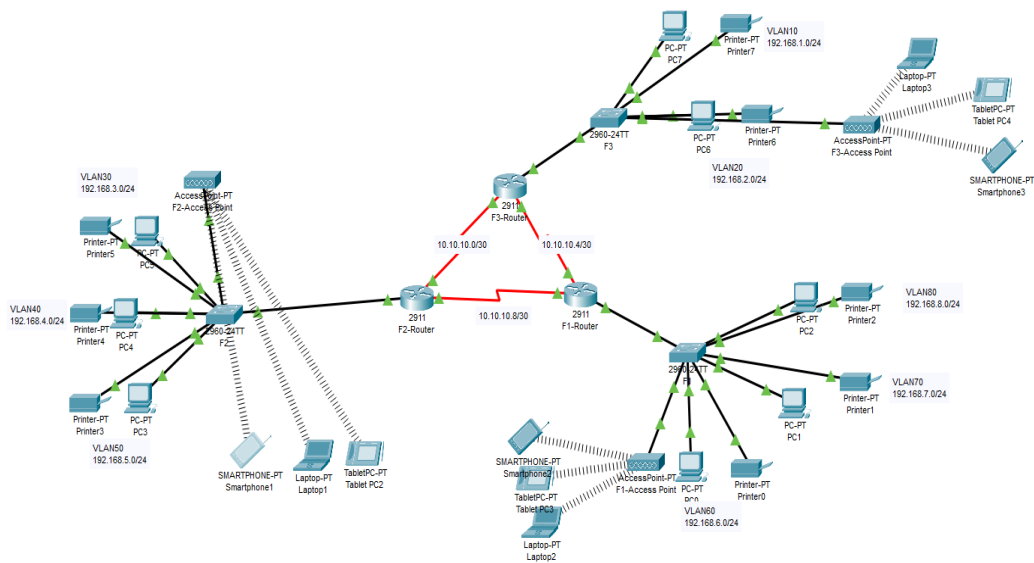 PC-PT
PC7
Printer-PT
Printer7
VLAN10
192.168.1.0/24
Laptop-PT
Laptop3
TabletPC-PT
Tablet PC4
2960-24TT
F3
PC-PT
PC6
Printer-PT
Printer6
AccessPoint-PT
F3-Access Point
SMARTPHONE-PT
Smartphone3
VLAN20
192.168.2.0/24
VLAN30
192.168.3.0/24
AccessPoint-PT
F2-Access Point
2911
F3-Router
Printer-PT
Printer5
PC-PT
PC5
10.10.10.0/30
10.10.10.4/30
VLAN40
192.168.4.0/24
Printer-PT
Printer4
PC-PT
PC4
2960-24TT
F2
2911
F2-Router
10.10.10.8/30
2911
F1-Router
PC-PT
PC2
Printer-PT
Printer2
VLAN80
192.168.8.0/24
2960-24TT
F1
Printer-PT
Printer1
VLAN70
192.168.7.0/24
Printer-PT
Printer3
PC-PT
PC3
PC-PT
PC1
VLAN50
192.168.5.0/24
SMARTPHONE-PT
Smartphone1
Laptop-PT
Laptop1
TabletPC-PT
Tablet PC2
SMARTPHONE-PT
Smartphone2
TabletPC-PT
Tablet PC3
AccessPoint-PT
F1-Access Point
PC-PT
PC0
Printer-PT
Printer0
VLAN60
192.168.6.0/24
Laptop-PT
Laptop2